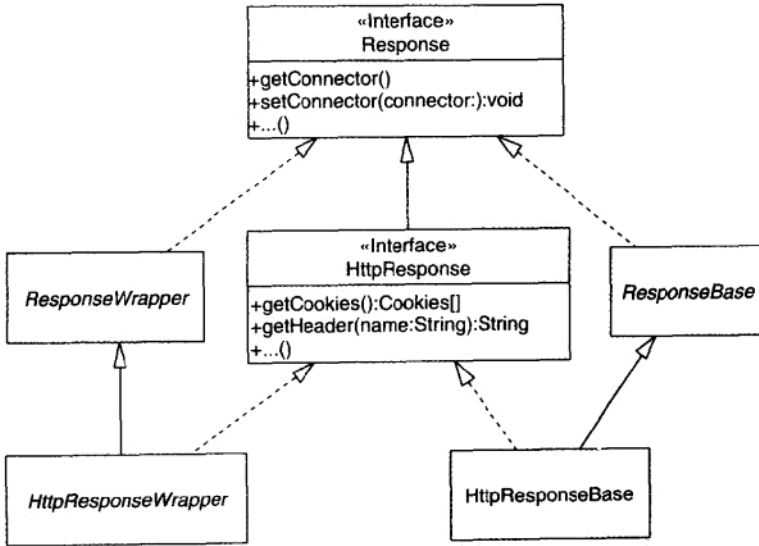 «Interface»
Response
+getConnector()
+setConnector(connector:):void
+...()
«Interface»
HttpResponse
+getCookies():Cookies[]
+getHeader(name:String):String
+...()
ResponseWrapper
ResponseBase
HttpResponseWrapper
HttpResponseBase